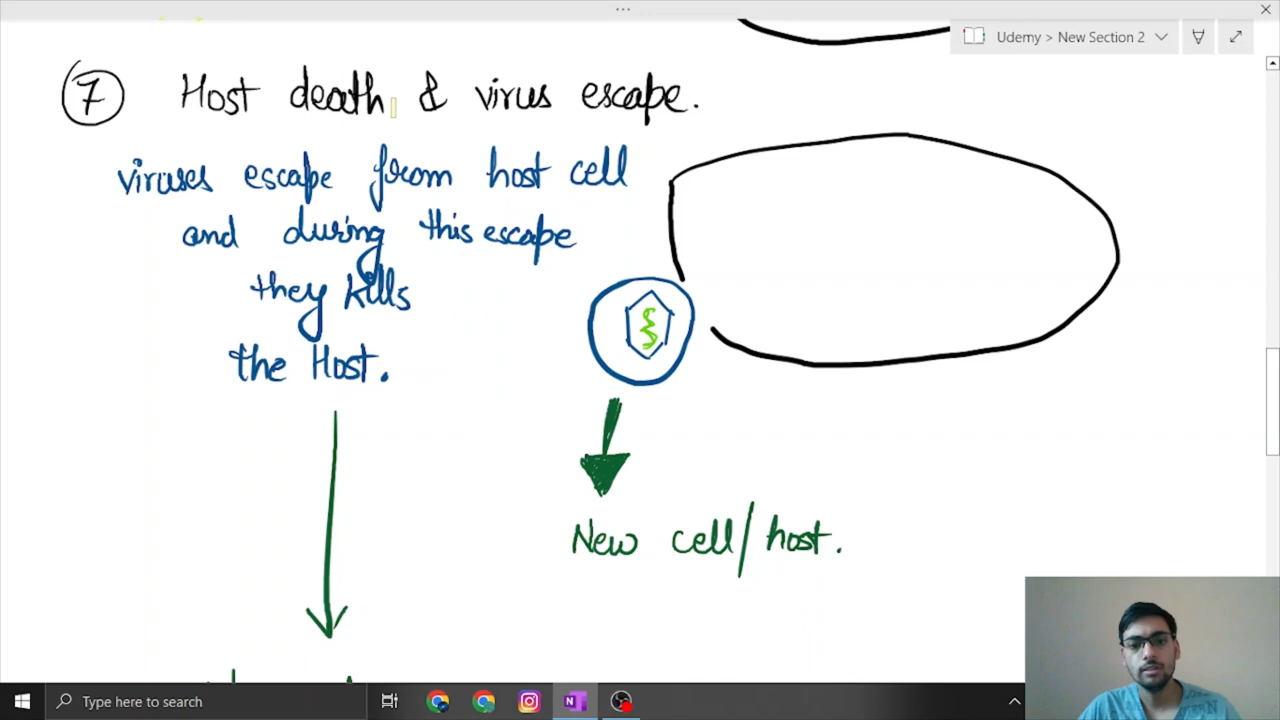 Udemy > New Section 2
7 Host death & virus escape.
viruses escape from host cell
and during this escape
they kills
the Host.
New cell/host.
Type here to search